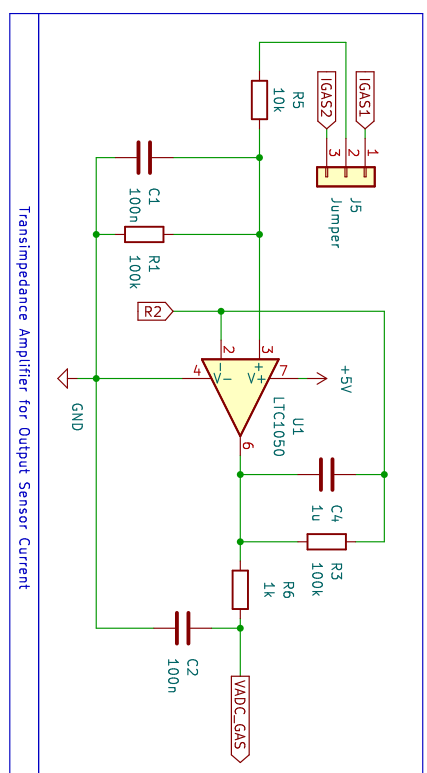 IGAS1
IGAS2
1
2
3
J5
Jumper
R5
10k
C1
100n
R1
100k
R2
2
3
4
7
6
-
+
V-
V+
+5V
U1
LTC1050
GND
C4
1u
R3
100k
R6
1k
C2
100n
VADC_GAS
Transimpedance Amplifier for Output Sensor Current